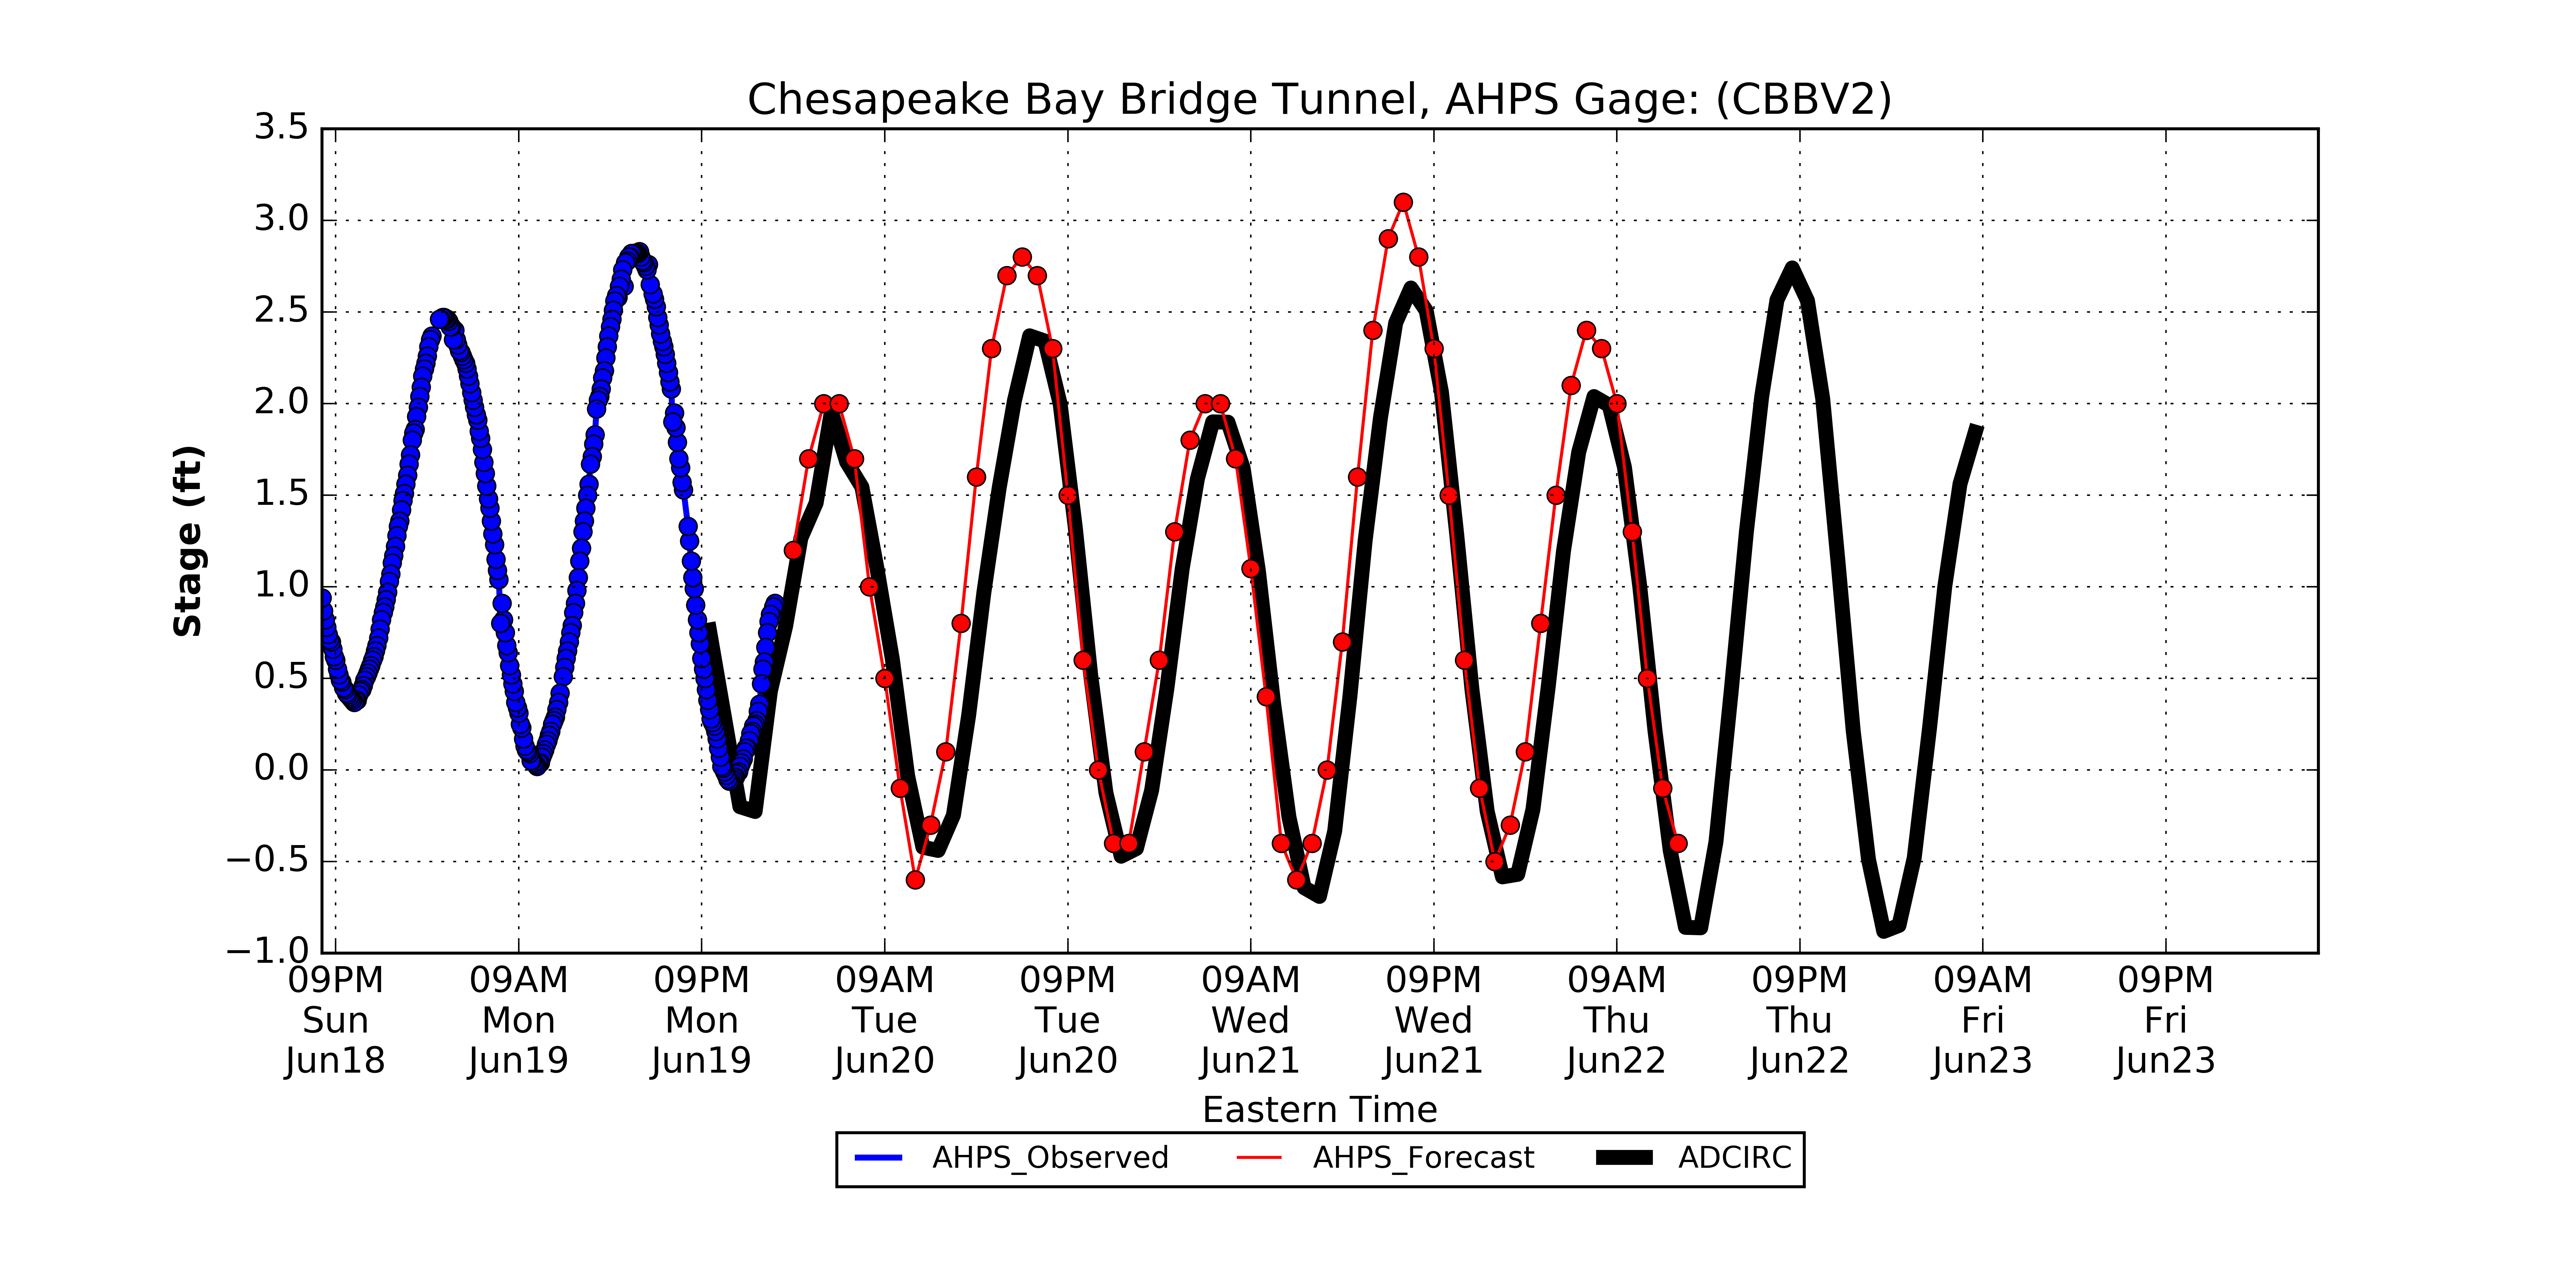 Chesapeake Bay Bridge Tunnel, AHPS Gage: (CBBV2)
3.5
3.0
2.5
2.0
1.5
1.0
0.5
0.0
−0.5
−1.0
Stage (ft)
09PM 09AM 09PM 09AM 09PM 09AM 09PM 09AM 09PM 09AM 09PM
Sun Mon Mon Tue Tue Wed Wed Thu Thu Fri Fri
Jun18 Jun19 Jun19 Jun20 Jun20 Jun21 Jun21 Jun22 Jun22 Jun23 Jun23
Eastern Time
AHPS_Observed AHPS_Forecast ADCIRC